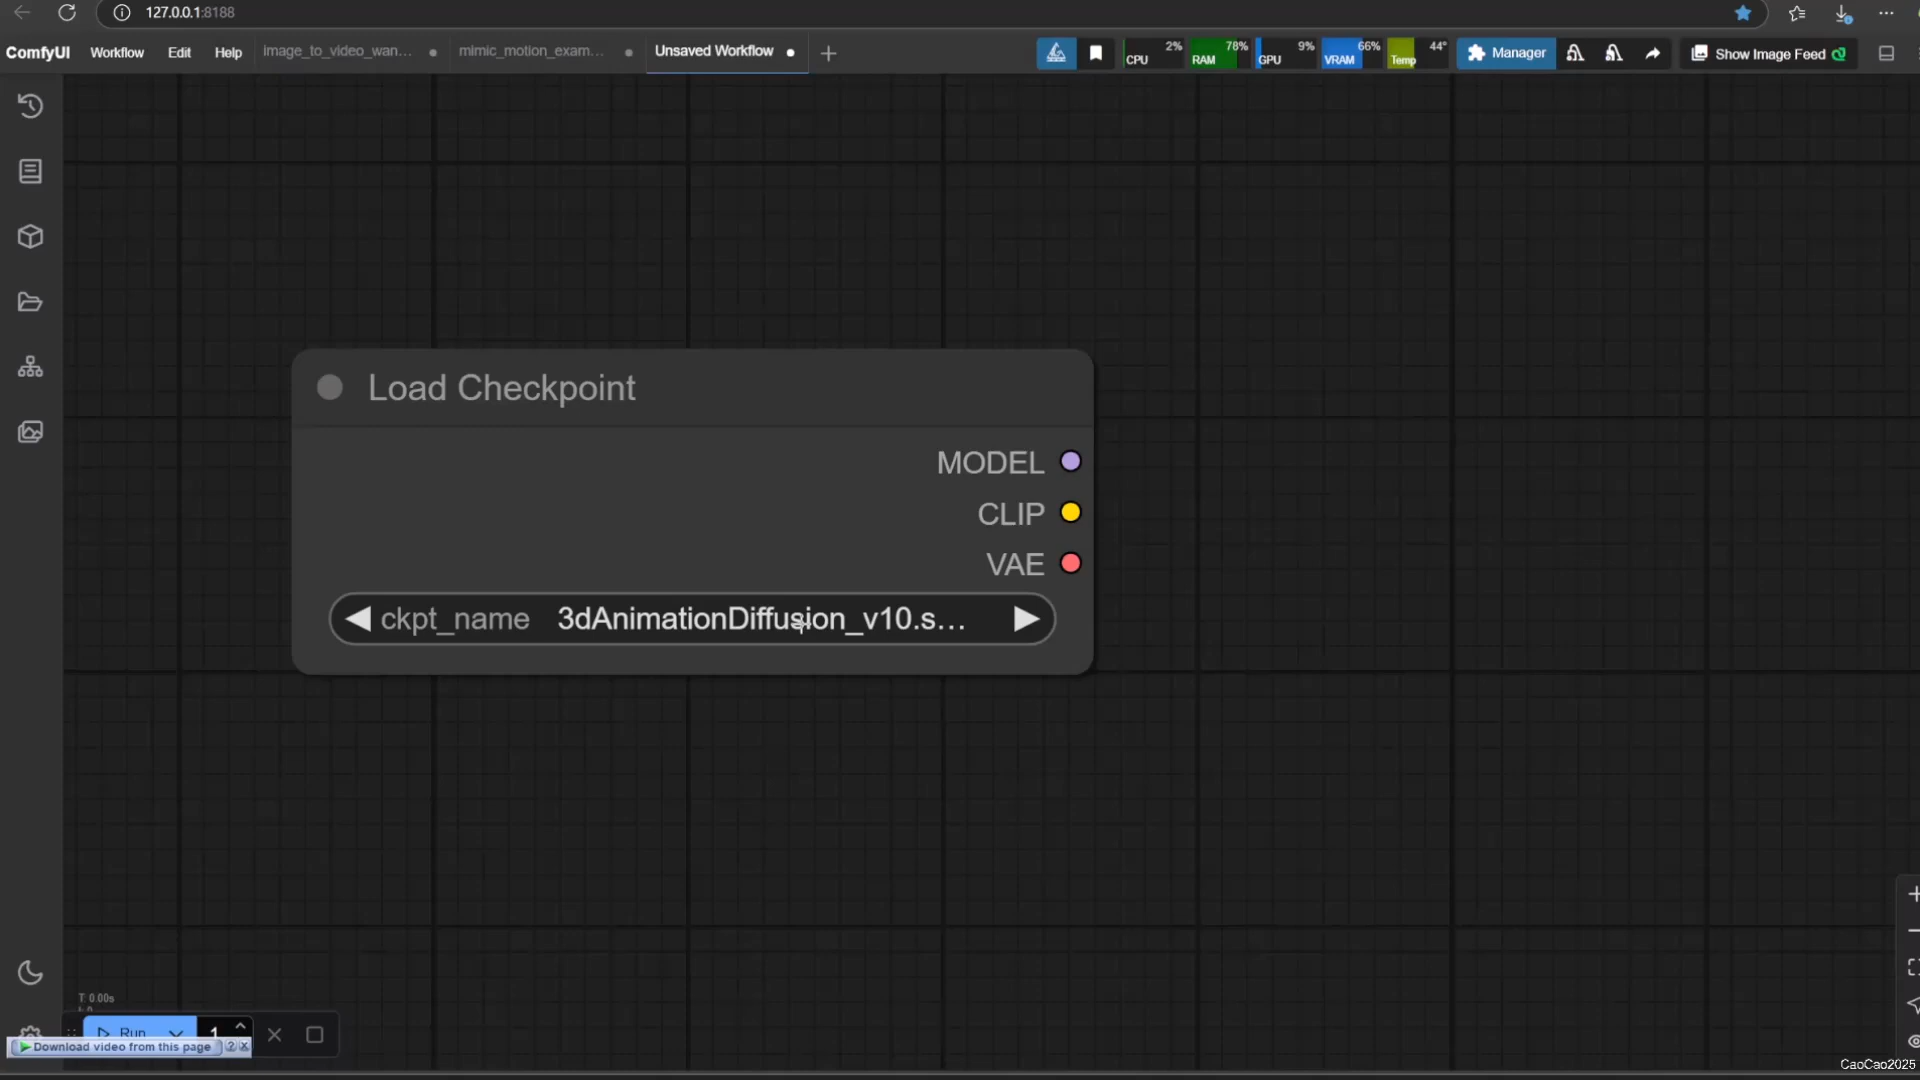 127.0.0.1:8188
ComfyUI Workflow Edit Help image_to_video_wan... mimic_motion_exam... Unsaved Workflow CPU 2% RAM 78% GPU 9% VRAM 66% Temp 44° Manager Show Image Feed
Load Checkpoint
MODEL
CLIP
VAE
ckpt_name 3dAnimationDiffusion_v10.s...
T: 0.00s
Run 1
Download video from this page ? X
CaoCao2025